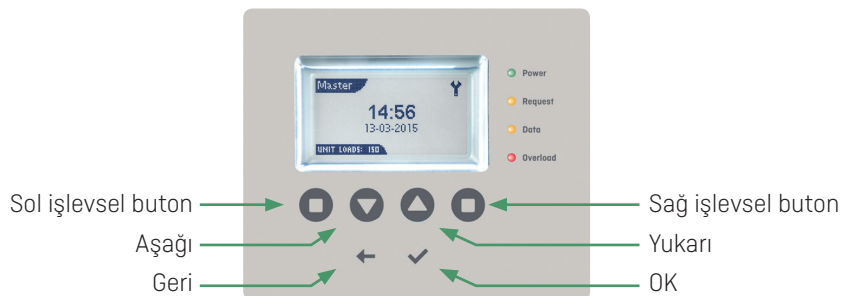 Master
14:56
13-03-2015
UNIT LOADS: 150
Power
Request
Data
Overload
Sol işlevsel buton
Sağ işlevsel buton
Aşağı
Yukarı
Geri
OK